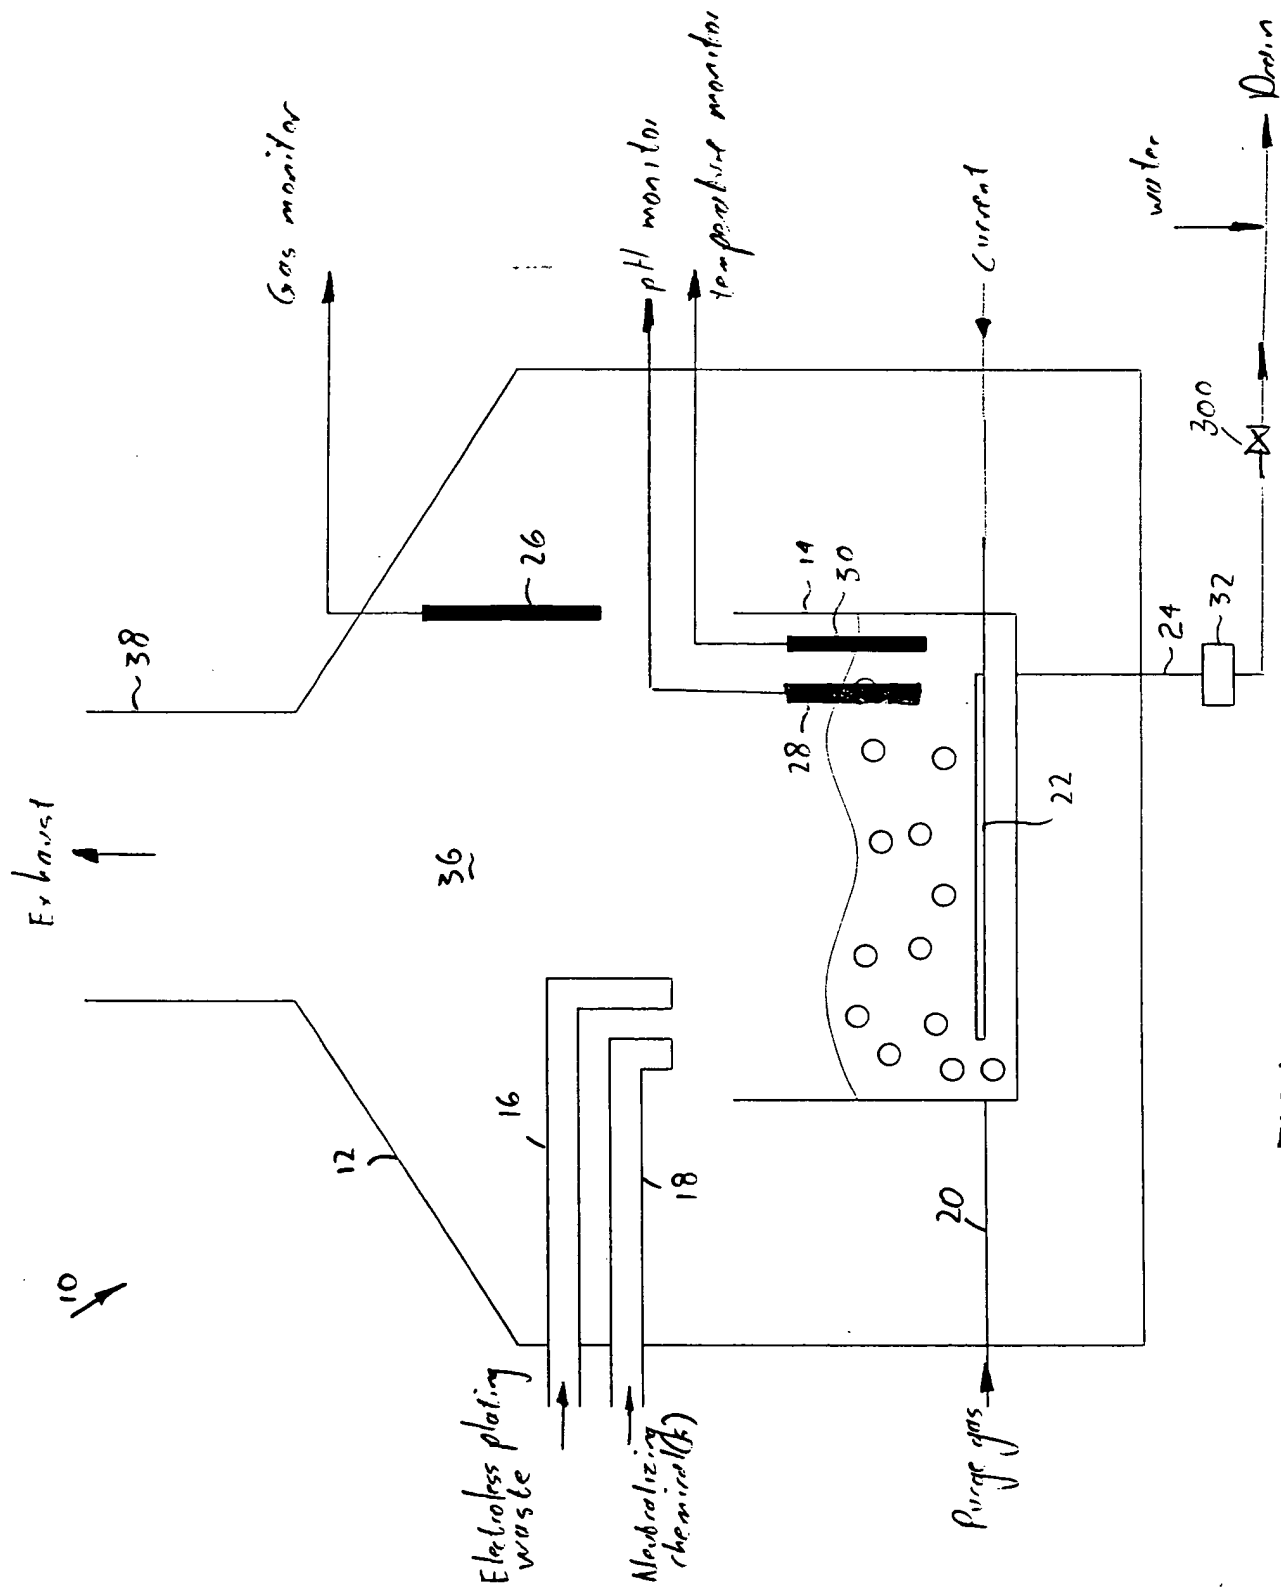 10
Exhaust
38
Gas monitor
12
36
26
Electroless plating
waste
16
Neutralizing
18
pH monitor
temperature monitor
28
14
30
Purge gas
20
22
Current
24
32
300
water
Drain